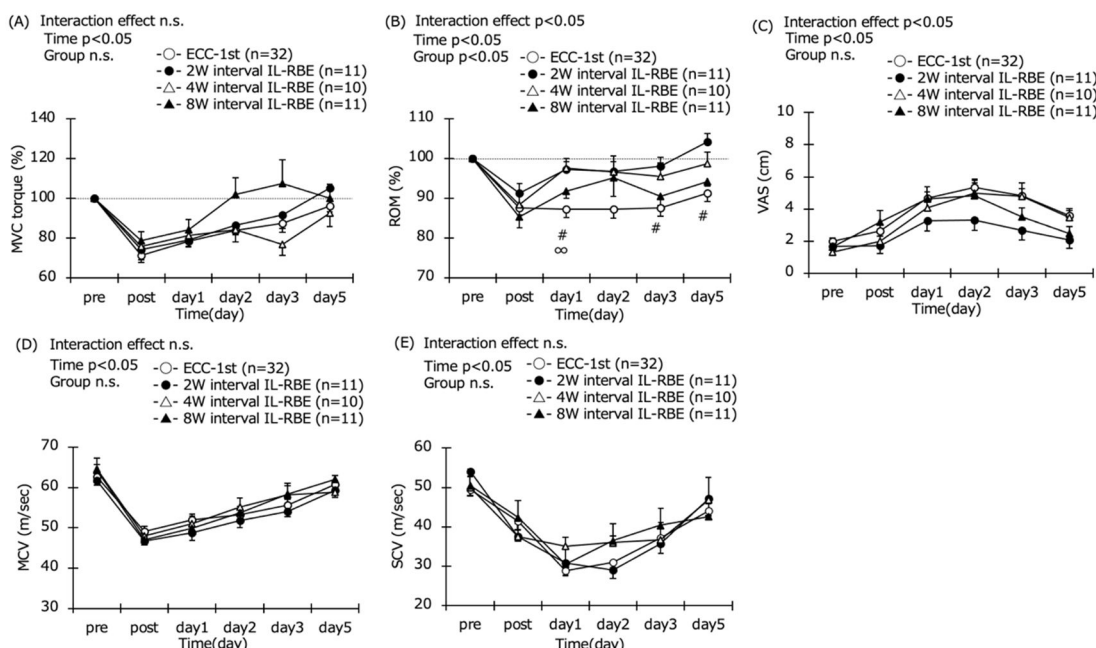 (A) Interaction effect n.s.
Time p<0.05
Group n.s.
ECC-1st (n=32)
2W interval IL-RBE (n=11)
4W interval IL-RBE (n=10)
8W interval IL-RBE (n=11)
MVC torque (%)
140
120
100
80
60
pre post day1 day2 day3 day5
Time(day)
(B) Interaction effect p<0.05
Time p<0.05
Group p<0.05
ECC-1st (n=32)
2W interval IL-RBE (n=11)
4W interval IL-RBE (n=10)
8W interval IL-RBE (n=11)
ROM (%)
110
100
90
80
70
# # #
∞
pre post day1 day2 day3 day5
Time(day)
(C) Interaction effect p<0.05
Time p<0.05
Group n.s.
ECC-1st (n=32)
2W interval IL-RBE (n=11)
4W interval IL-RBE (n=10)
8W interval IL-RBE (n=11)
VAS (cm)
10
8
6
4
2
0
pre post day1 day2 day3 day5
Time(day)
(D) Interaction effect n.s.
Time p<0.05
Group n.s.
ECC-1st (n=32)
2W interval IL-RBE (n=11)
4W interval IL-RBE (n=10)
8W interval IL-RBE (n=11)
MCV (m/sec)
70
60
50
40
30
pre post day1 day2 day3 day5
Time(day)
(E) Interaction effect n.s.
Time p<0.05
Group n.s.
ECC-1st (n=32)
2W interval IL-RBE (n=11)
4W interval IL-RBE (n=10)
8W interval IL-RBE (n=11)
SCV (m/sec)
60
50
40
30
20
pre post day1 day2 day3 day5
Time(day)